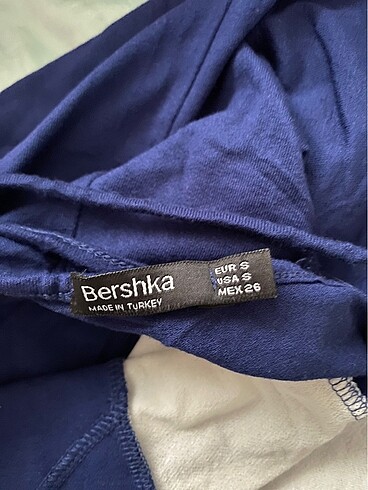 Bershka
MADE IN TURKEY
EUR S
USA S
MEX 26